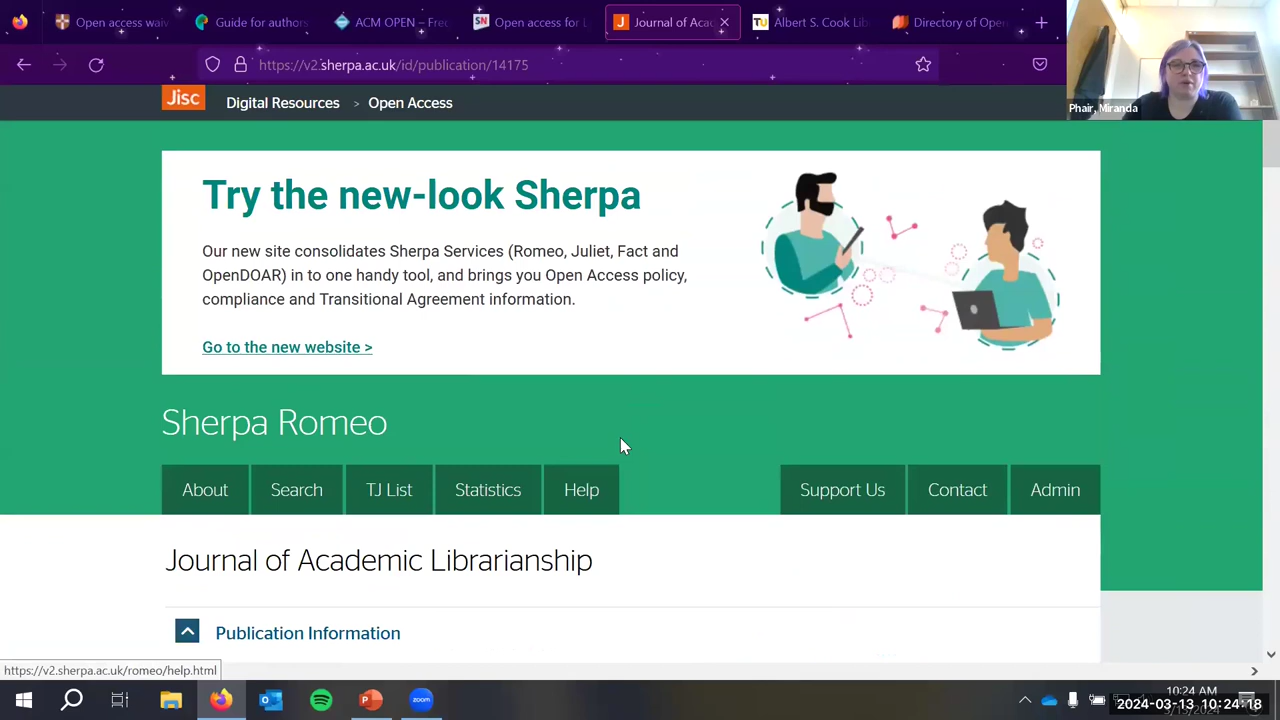 Open access waiv
Guide for authors
ACM OPEN – Free
SN
Open access for L
Journal of Acad
TU
Albert S. Cook Lib
Directory of Ope
https://v2.sherpa.ac.uk/id/publication/14175
Phair, Miranda
Jisc
Digital Resources > Open Access
Try the new-look Sherpa
Our new site consolidates Sherpa Services (Romeo, Juliet, Fact and
OpenDOAR) in to one handy tool, and brings you Open Access policy,
compliance and Transitional Agreement information.
Go to the new website >
Sherpa Romeo
About Search TJ List Statistics Help Support Us Contact Admin
Journal of Academic Librarianship
Publication Information
https://v2.sherpa.ac.uk/romeo/help.html
zoom
10:24 AM
2024-03-13 10:24:18